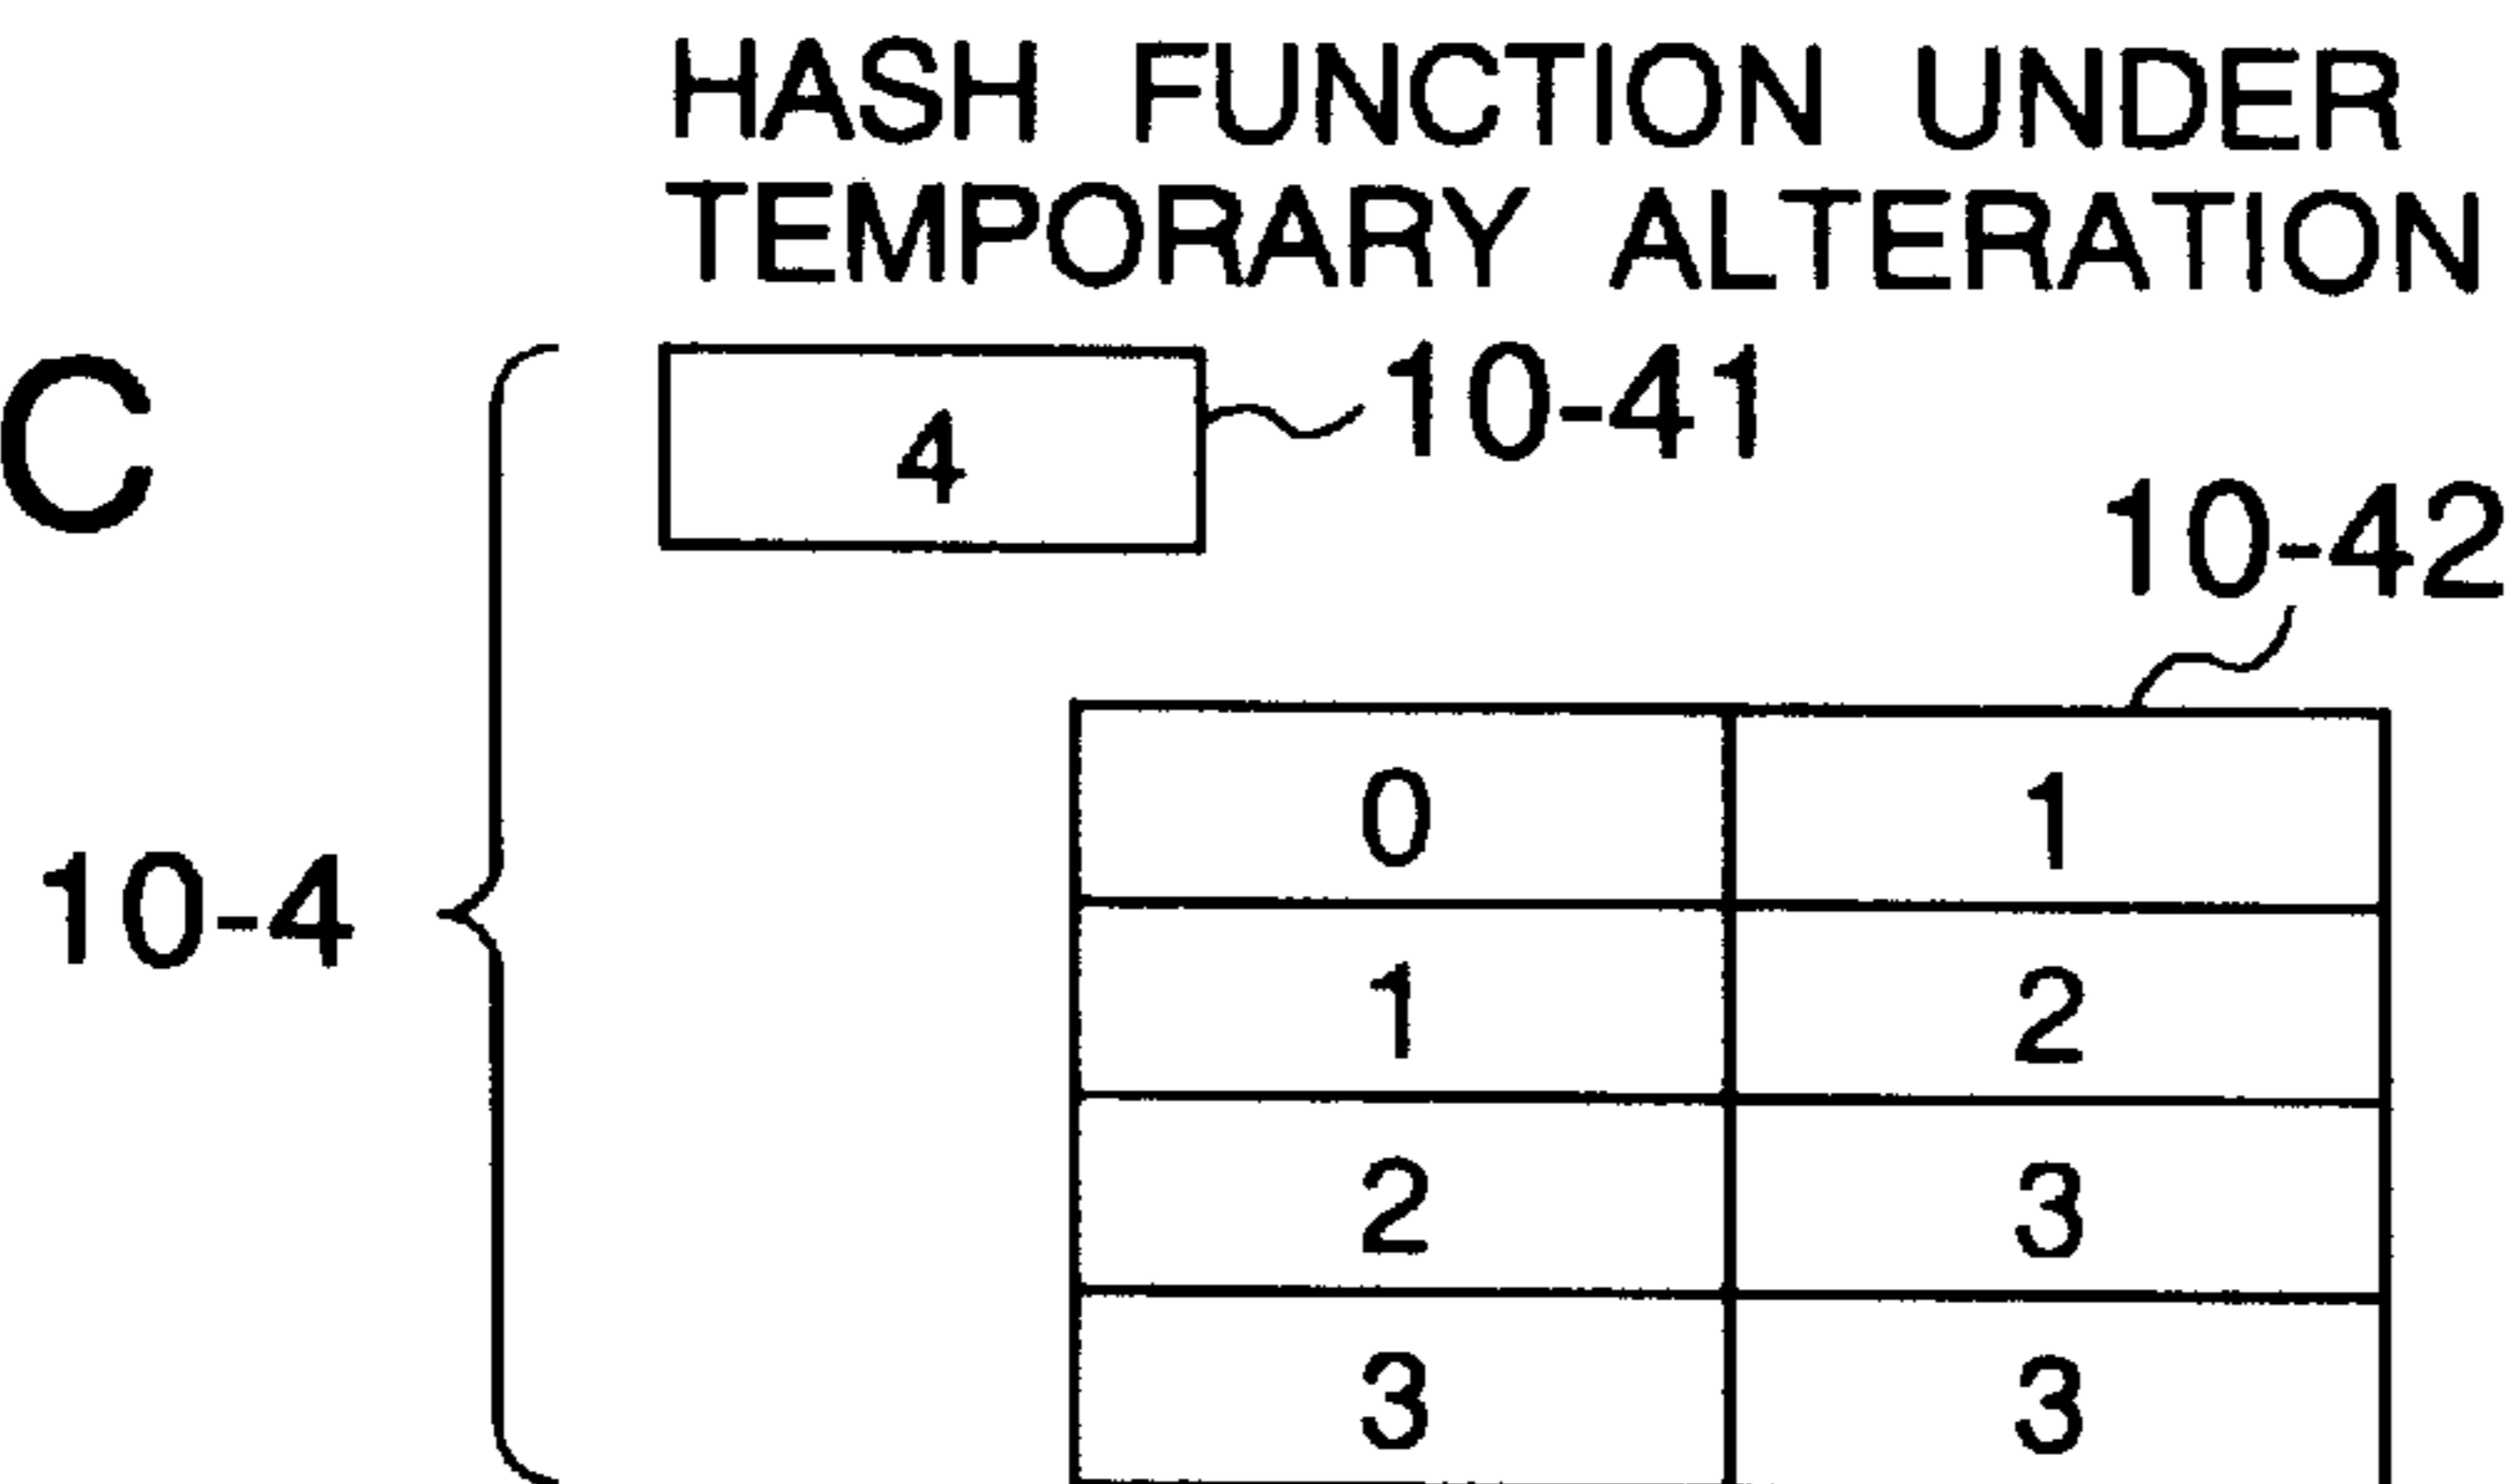 HASH FUNCTION UNDER
TEMPORARY ALTERATION
C
4
10-41
10-42
10-4
0 1
1 2
2 3
3 3